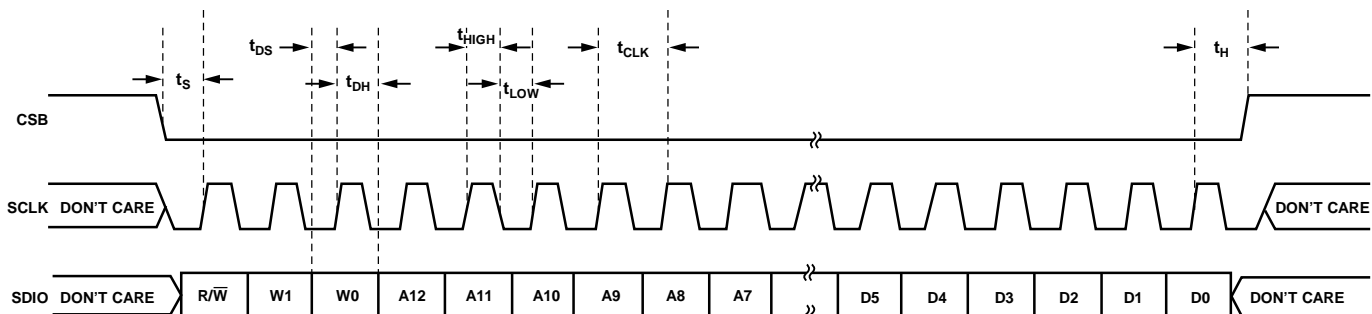 tHIGH
tDS tCLK tH
tS tDH tLOW
CSB
SCLK DON'T CARE DON'T CARE
SDIO DON'T CARE R/W̅ W1 W0 A12 A11 A10 A9 A8 A7 D5 D4 D3 D2 D1 D0 DON'T CARE